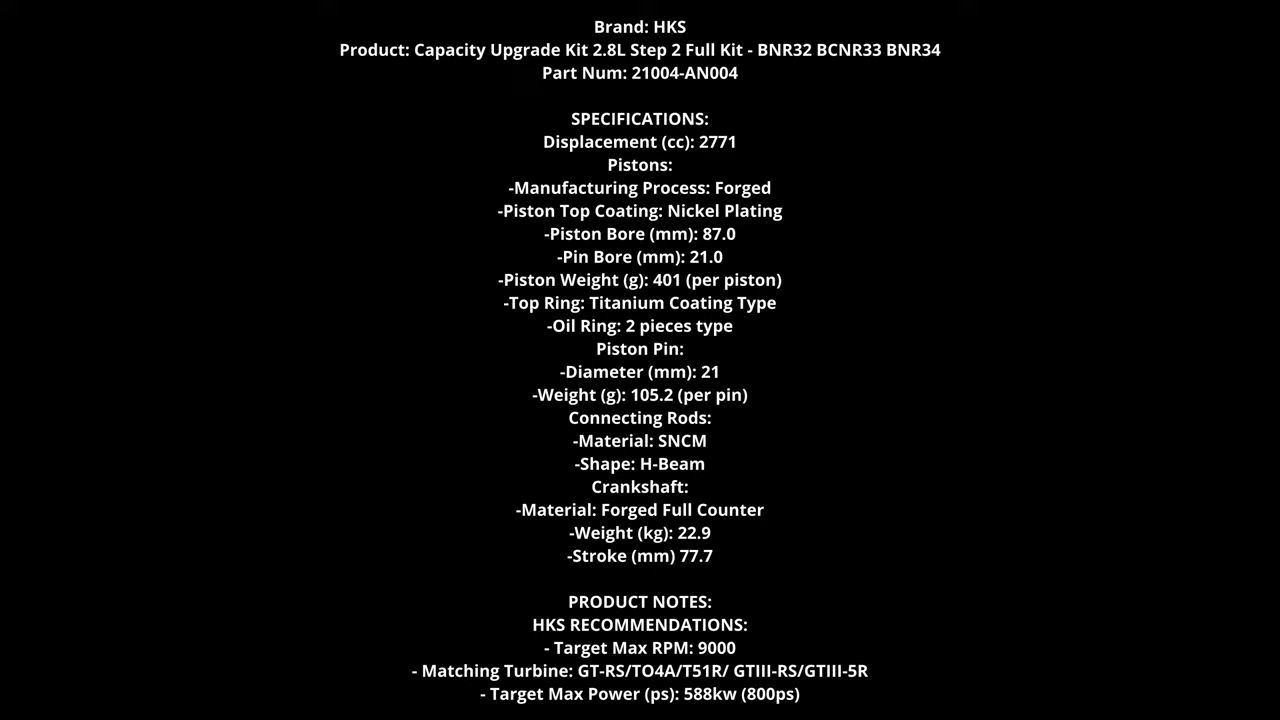 Brand: HKS
Product: Capacity Upgrade Kit 2.8L Step 2 Full Kit - BNR32 BCNR33 BNR34
Part Num: 21004-AN004
SPECIFICATIONS:
Displacement (cc): 2771
Pistons:
-Manufacturing Process: Forged
-Piston Top Coating: Nickel Plating
-Piston Bore (mm): 87.0
-Pin Bore (mm): 21.0
-Piston Weight (g): 401 (per piston)
-Top Ring: Titanium Coating Type
-Oil Ring: 2 pieces type
Piston Pin:
-Diameter (mm): 21
-Weight (g): 105.2 (per pin)
Connecting Rods:
-Material: SNCM
-Shape: H-Beam
Crankshaft:
-Material: Forged Full Counter
-Weight (kg): 22.9
-Stroke (mm) 77.7
PRODUCT NOTES:
HKS RECOMMENDATIONS:
- Target Max RPM: 9000
- Matching Turbine: GT-RS/TO4A/T51R/ GTIII-RS/GTIII-5R
- Target Max Power (ps): 588kw (800ps)